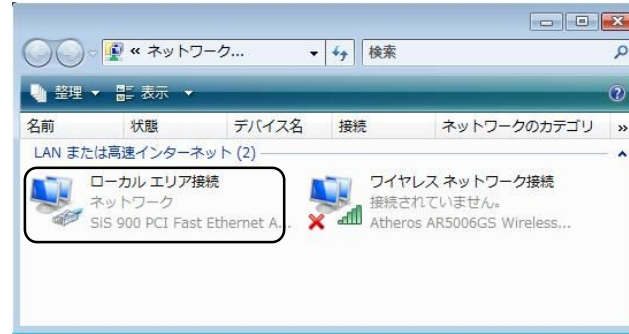 « ネットワーク...
検索
整理 表示
名前 状態 デバイス名 接続 ネットワークのカテゴリ »
LAN または高速インターネット (2)
ローカル エリア接続
ネットワーク
SiS 900 PCI Fast Ethernet A...
ワイヤレス ネットワーク接続
接続されていません。
Atheros AR5006GS Wireless...